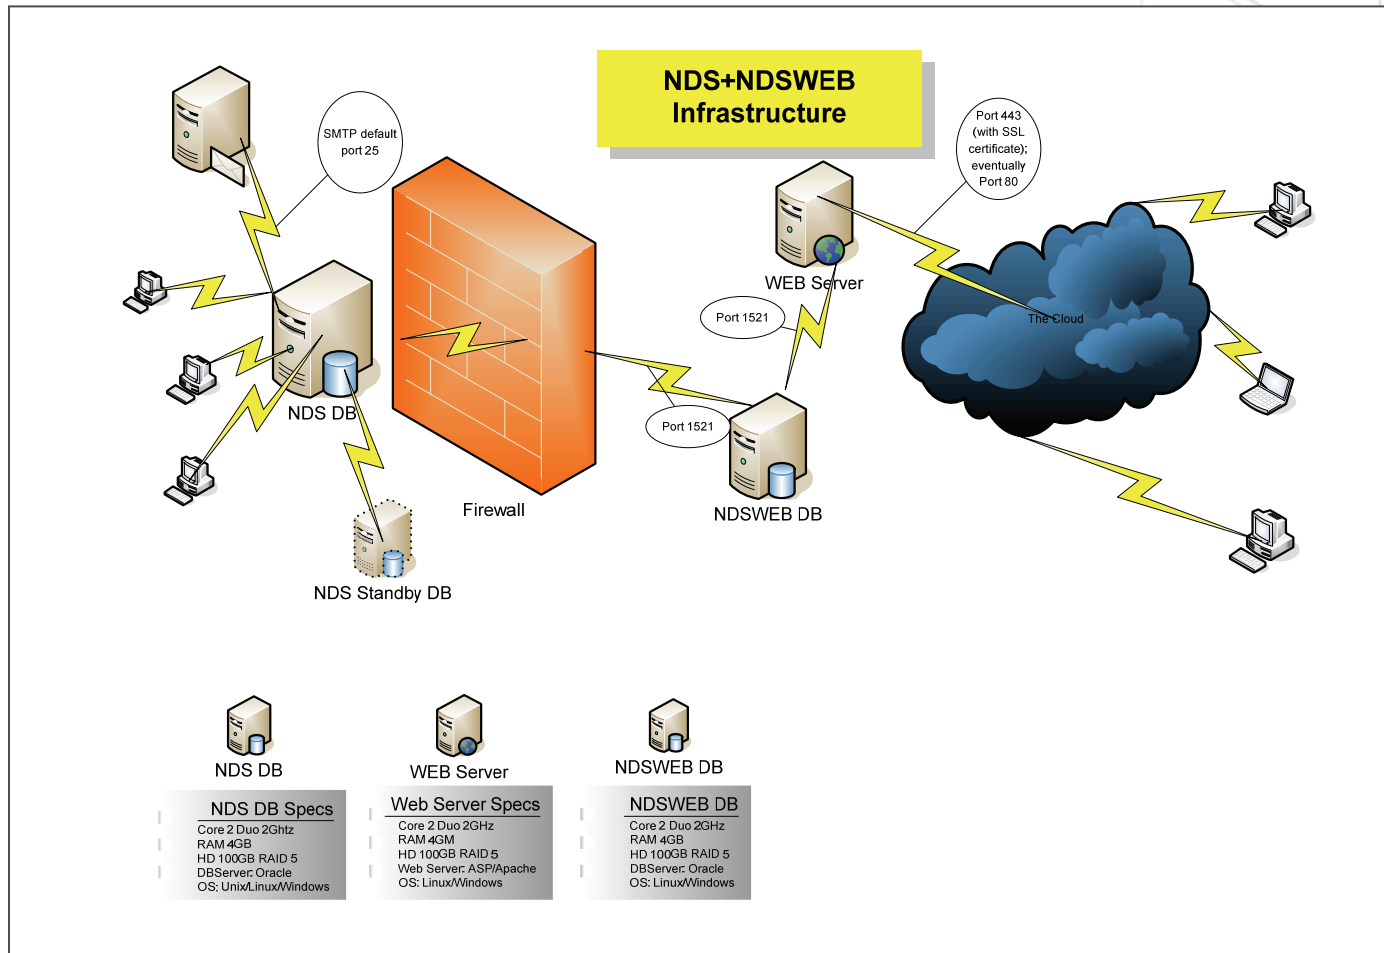 NDS+NDSWEB
Infrastructure
SMTP default
port 25
Port 443
(with SSL
certificate);
eventually
Port 80
WEB Server
The Cloud
Port 1521
NDS DB
Port 1521
Firewall
NDSWEB DB
NDS Standby DB
NDS DB
NDS DB Specs
Core 2 Duo 2Ghtz
RAM 4GB
HD 100GB RAID 5
DBServer: Oracle
OS: Unix/Linux/Windows
WEB Server
Web Server Specs
Core 2 Duo 2GHz
RAM 4GM
HD 100GB RAID 5
Web Server: ASP/Apache
OS: Linux/Windows
NDSWEB DB
NDSWEB DB
Core 2 Duo 2GHz
RAM 4GB
HD 100GB RAID 5
DBServer: Oracle
OS: Linux/Windows